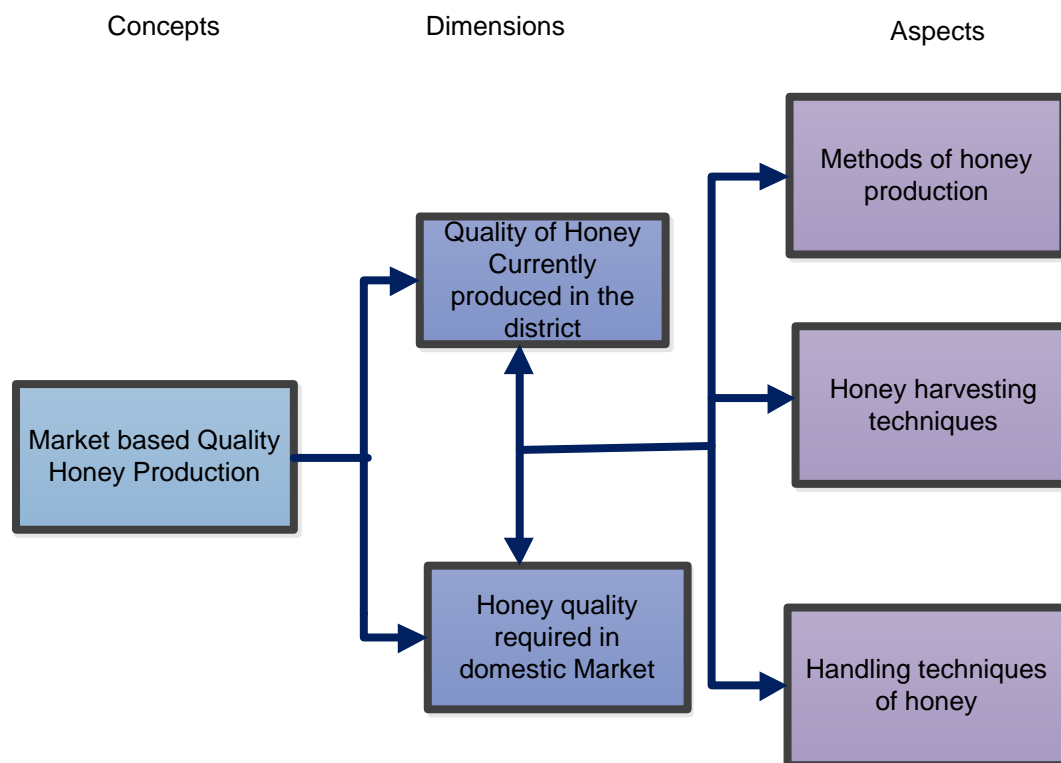 Concepts
Dimensions
Aspects
Market based Quality
Honey Production
Quality of Honey
Currently
produced in the
district
Honey quality
required in
domestic Market
Methods of honey
production
Honey harvesting
techniques
Handling techniques
of honey